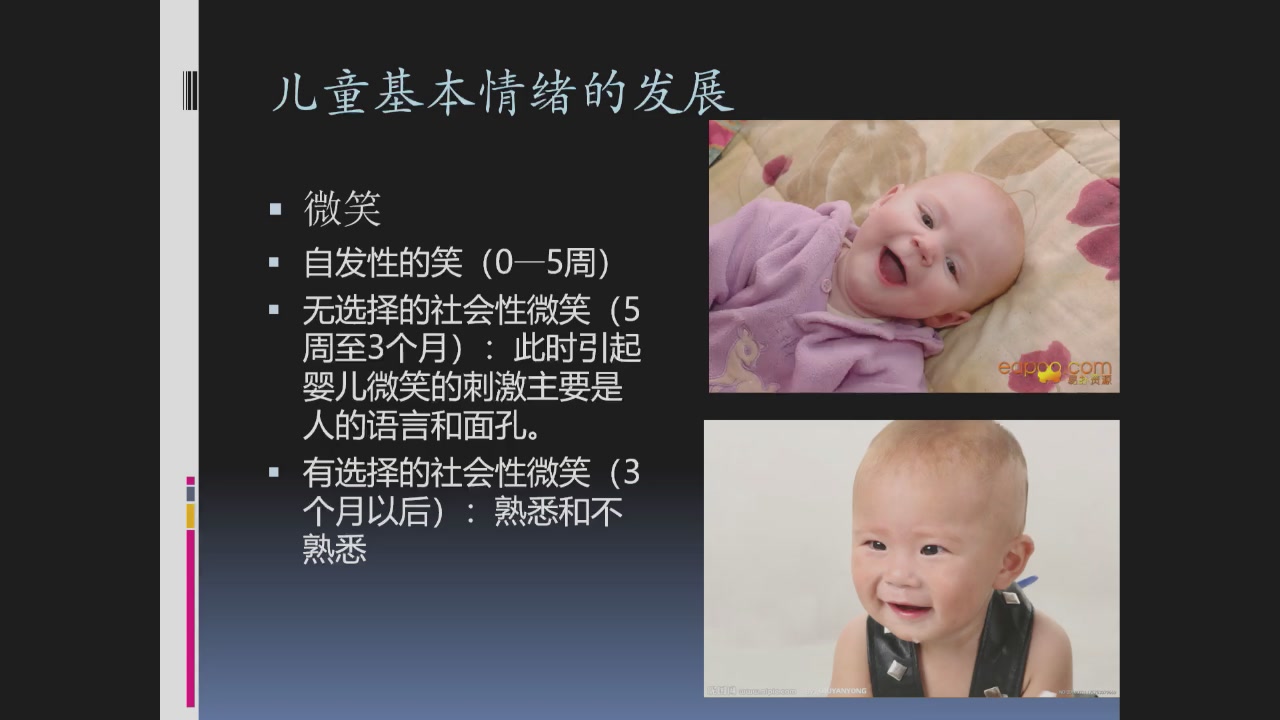 儿童基本情绪的发展
微笑
自发性的笑（0—5周）
无选择的社会性微笑（5
周至3个月）：此时引起
婴儿微笑的刺激主要是
人的语言和面孔。
有选择的社会性微笑（3
个月以后）：熟悉和不
熟悉